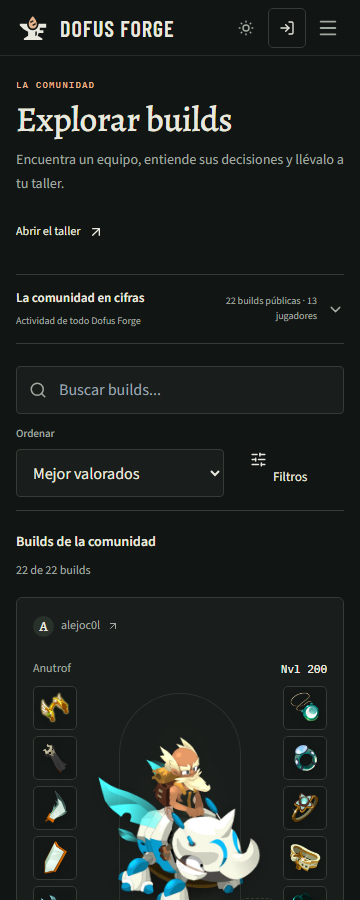 DOFUS FORGE
LA COMUNIDAD
Explorar builds
Encuentra un equipo, entiende sus decisiones y llévalo a
tu taller.
Abrir el taller
La comunidad en cifras
22 builds públicas · 13
jugadores
Actividad de todo Dofus Forge
Buscar builds...
Ordenar
Mejor valorados
Filtros
Builds de la comunidad
22 de 22 builds
A alejoc0l
Anutrof
Nvl 200